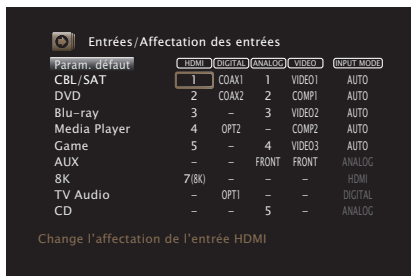 Entrées/Affectation des entrées
Param. défaut HDMI DIGITAL ANALOG VIDEO INPUT MODE
CBL/SAT 1 COAX1 1 VIDEO1 AUTO
DVD 2 COAX2 2 COMP1 AUTO
Blu-ray 3 – 3 VIDEO2 AUTO
Media Player 4 OPT2 – COMP2 AUTO
Game 5 – 4 VIDEO3 AUTO
AUX – – FRONT FRONT ANALOG
8K 7(8K) – – – HDMI
TV Audio – OPT1 – – DIGITAL
CD – – 5 – ANALOG
Change l'affectation de l'entrée HDMI